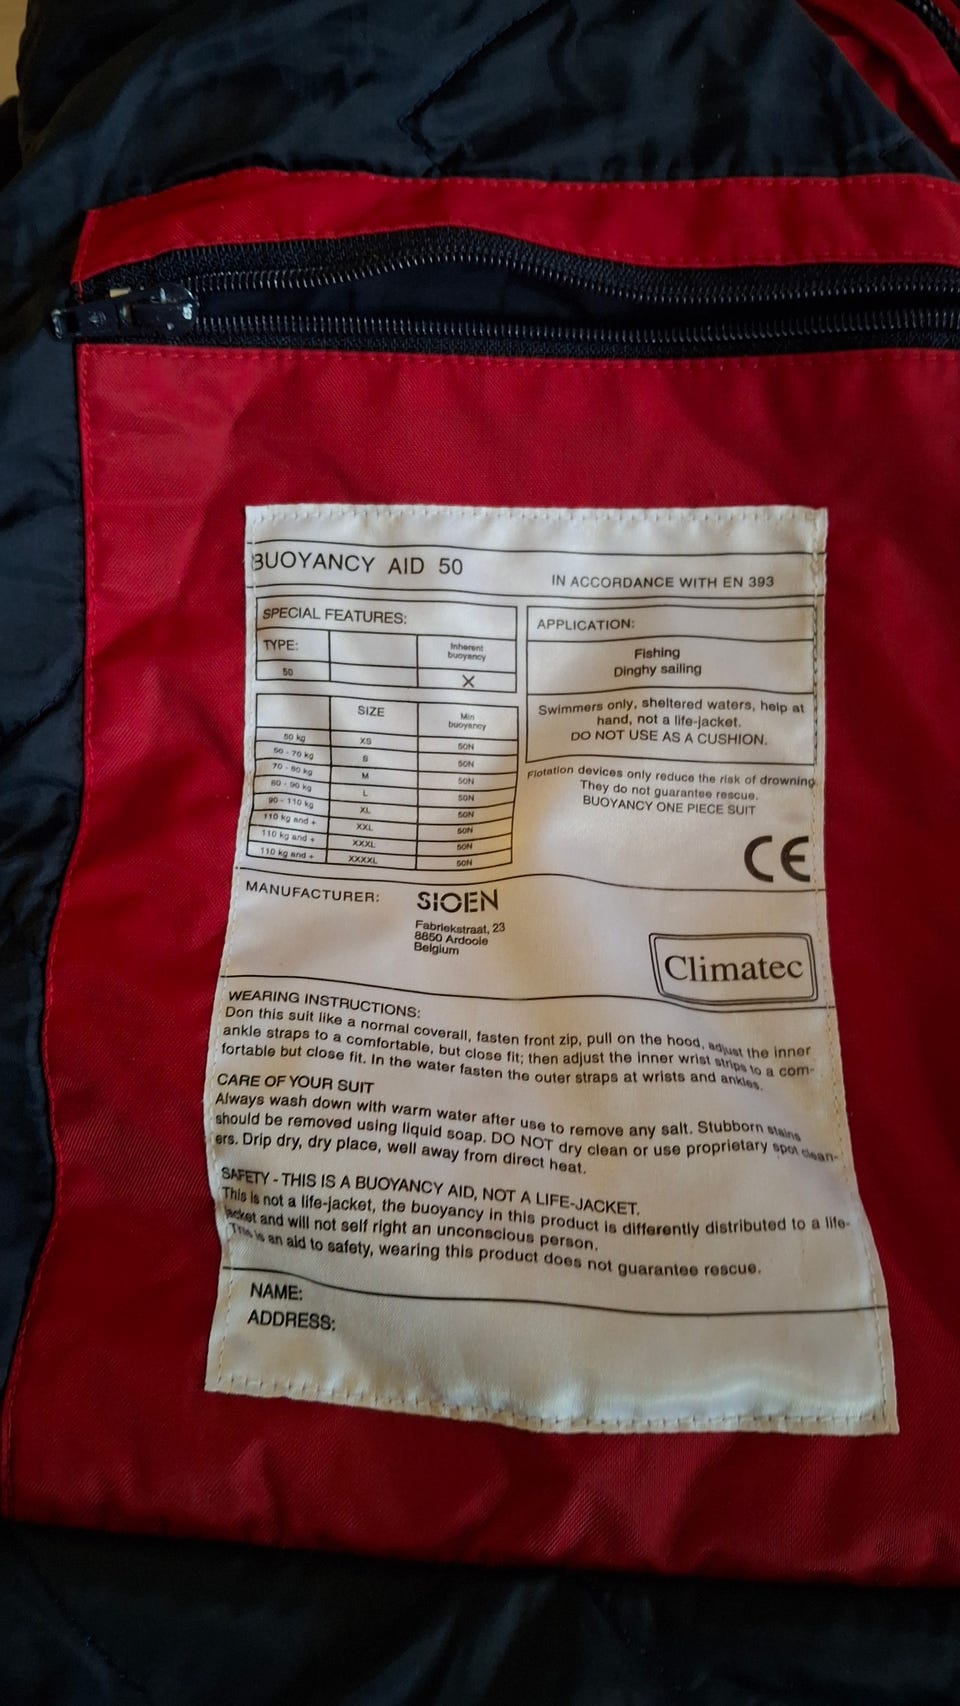 BUOYANCY AID 50
IN ACCORDANCE WITH EN 393
SPECIAL FEATURES:
TYPE: Inherent buoyancy
50 X
SIZE Min buoyancy
50 kg XS 50N
50 - 70 kg S 50N
70 - 80 kg M 50N
80 - 90 kg L 50N
90 - 110 kg XL 50N
110 kg and + XXL 50N
110 kg and + XXXL 50N
110 kg and + XXXXL 50N
APPLICATION:
Fishing
Dinghy sailing
Swimmers only, sheltered waters, help at
hand, not a life-jacket.
DO NOT USE AS A CUSHION.
Flotation devices only reduce the risk of drowning.
They do not guarantee rescue.
BUOYANCY ONE PIECE SUIT
CE
MANUFACTURER: SIOEN
Fabriekstraat, 23
8850 Ardooie
Belgium
Climatec
WEARING INSTRUCTIONS:
Don this suit like a normal coverall, fasten front zip, pull on the hood, adjust the inner
ankle straps to a comfortable, but close fit; then adjust the inner wrist strips to a com-
fortable but close fit. In the water fasten the outer straps at wrists and ankles.
CARE OF YOUR SUIT
Always wash down with warm water after use to remove any salt. Stubborn stains
should be removed using liquid soap. DO NOT dry clean or use proprietary spot clean-
ers. Drip dry, dry place, well away from direct heat.
SAFETY - THIS IS A BUOYANCY AID, NOT A LIFE-JACKET.
This is not a life-jacket, the buoyancy in this product is differently distributed to a life-
jacket and will not self right an unconscious person.
This is an aid to safety, wearing this product does not guarantee rescue.
NAME:
ADDRESS: